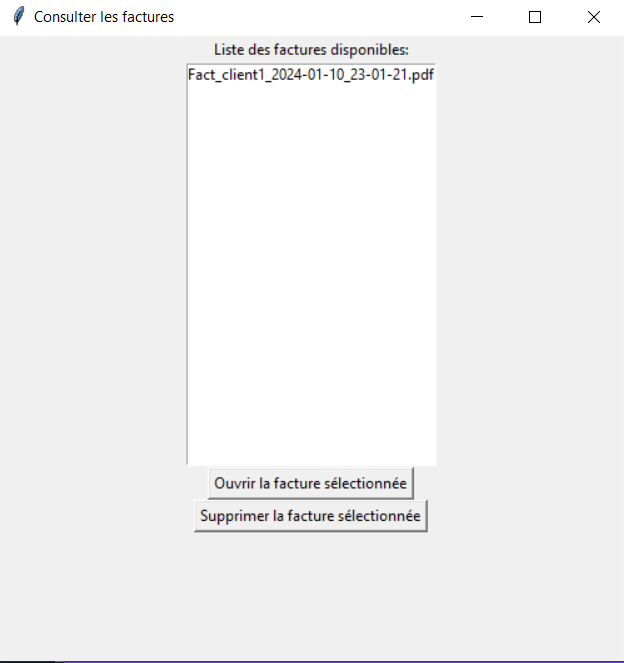 Consulter les factures
Liste des factures disponibles:
Fact_client1_2024-01-10_23-01-21.pdf
Ouvrir la facture sélectionnée
Supprimer la facture sélectionnée